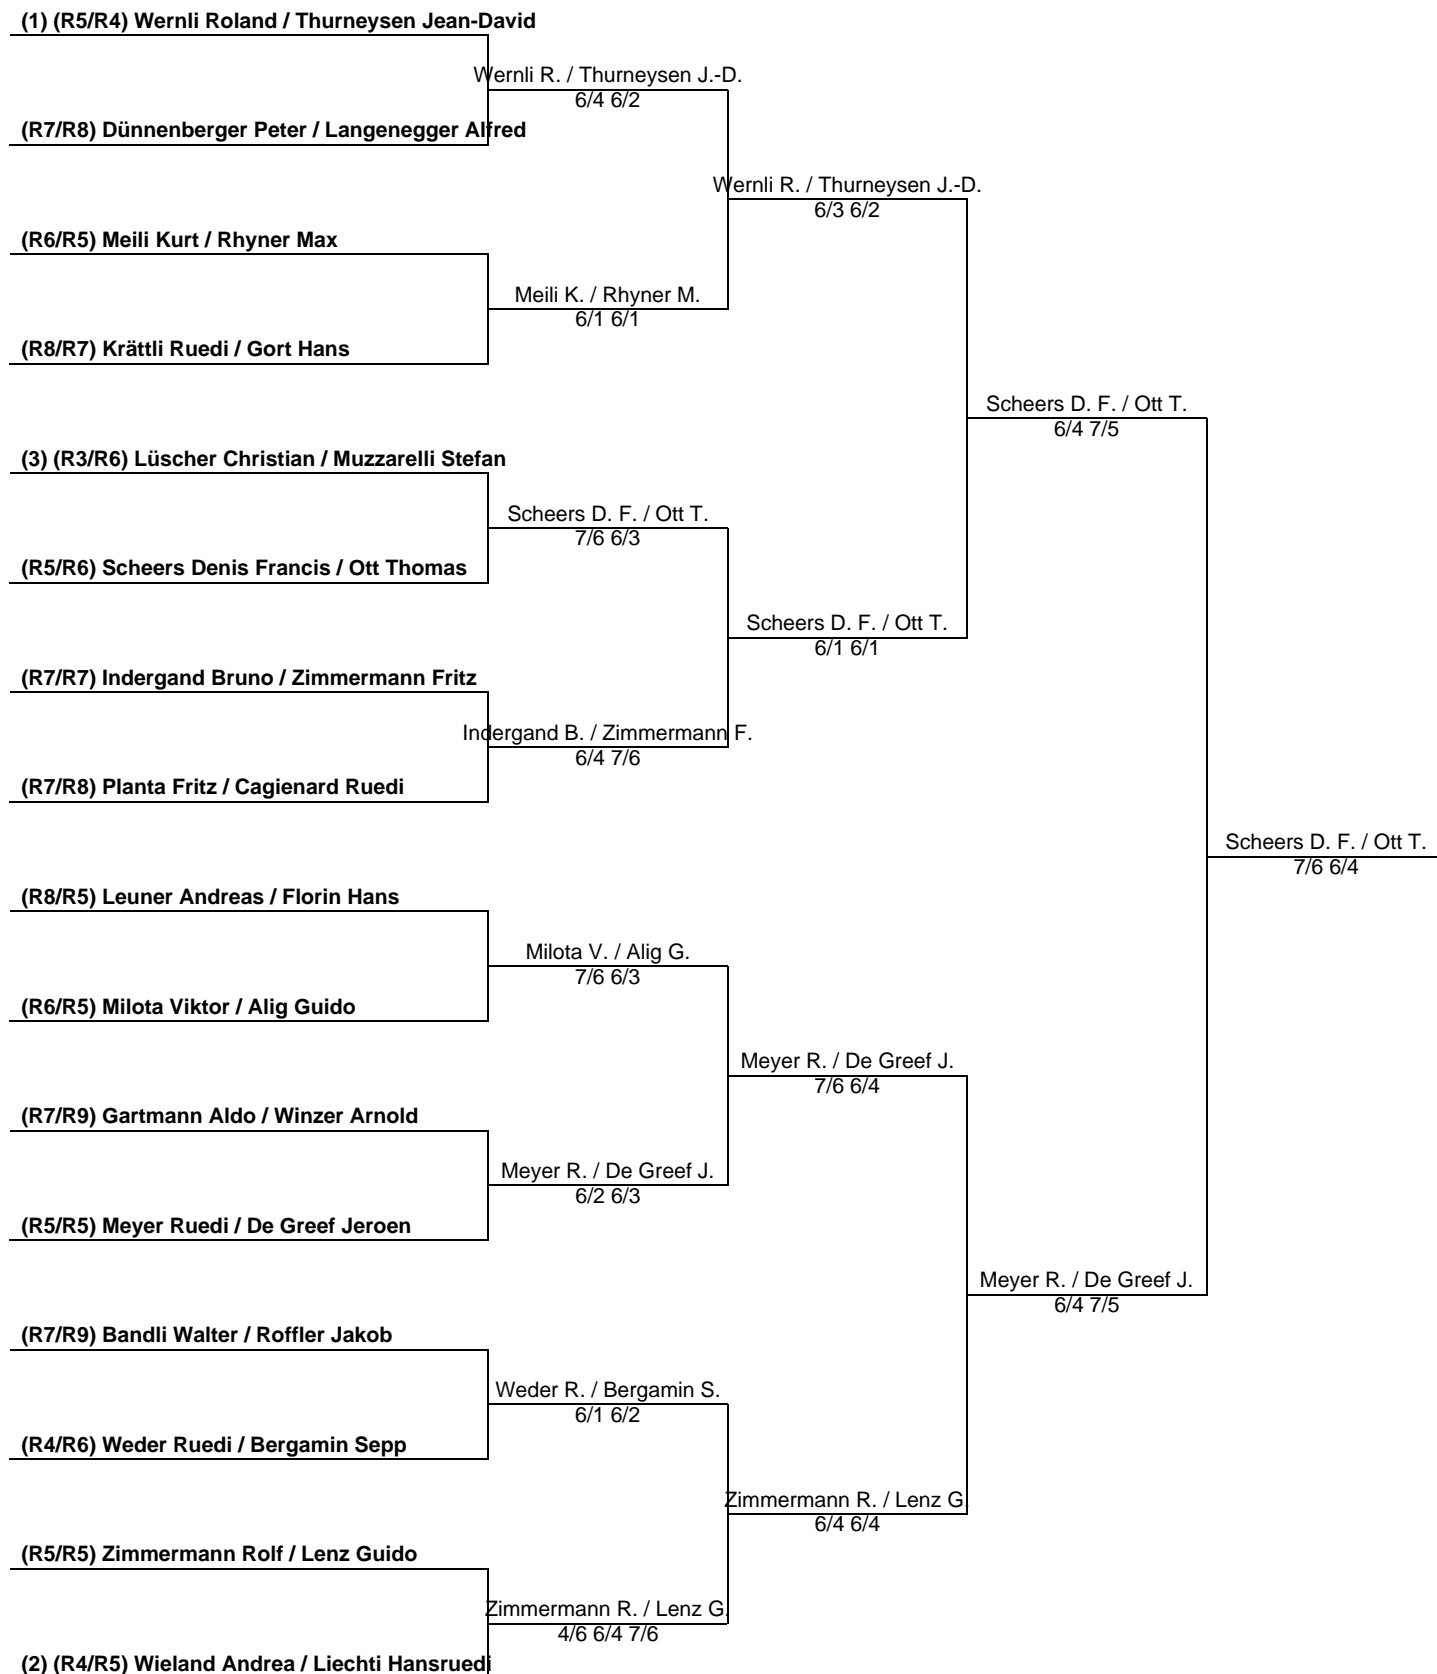 (1) (R5/R4) Wernli Roland / Thurneysen Jean-David
Wernli R. / Thurneysen J.-D.
6/4 6/2
(R7/R8) Dünnenberger Peter / Langenegger Alfred
Wernli R. / Thurneysen J.-D.
6/3 6/2
(R6/R5) Meili Kurt / Rhyner Max
Meili K. / Rhyner M.
6/1 6/1
(R8/R7) Krättli Ruedi / Gort Hans
Scheers D. F. / Ott T.
6/4 7/5
(3) (R3/R6) Lüscher Christian / Muzzarelli Stefan
Scheers D. F. / Ott T.
7/6 6/3
(R5/R6) Scheers Denis Francis / Ott Thomas
Scheers D. F. / Ott T.
6/1 6/1
(R7/R7) Indergand Bruno / Zimmermann Fritz
Indergand B. / Zimmermann F.
6/4 7/6
(R7/R8) Planta Fritz / Cagienard Ruedi
Scheers D. F. / Ott T.
7/6 6/4
(R8/R5) Leuner Andreas / Florin Hans
Milota V. / Alig G.
7/6 6/3
(R6/R5) Milota Viktor / Alig Guido
Meyer R. / De Greef J.
7/6 6/4
(R7/R9) Gartmann Aldo / Winzer Arnold
Meyer R. / De Greef J.
6/2 6/3
(R5/R5) Meyer Ruedi / De Greef Jeroen
Meyer R. / De Greef J.
6/4 7/5
(R7/R9) Bandli Walter / Roffler Jakob
Weder R. / Bergamin S.
6/1 6/2
(R4/R6) Weder Ruedi / Bergamin Sepp
Zimmermann R. / Lenz G.
6/4 6/4
(R5/R5) Zimmermann Rolf / Lenz Guido
Zimmermann R. / Lenz G.
4/6 6/4 7/6
(2) (R4/R5) Wieland Andrea / Liechti Hansruedi